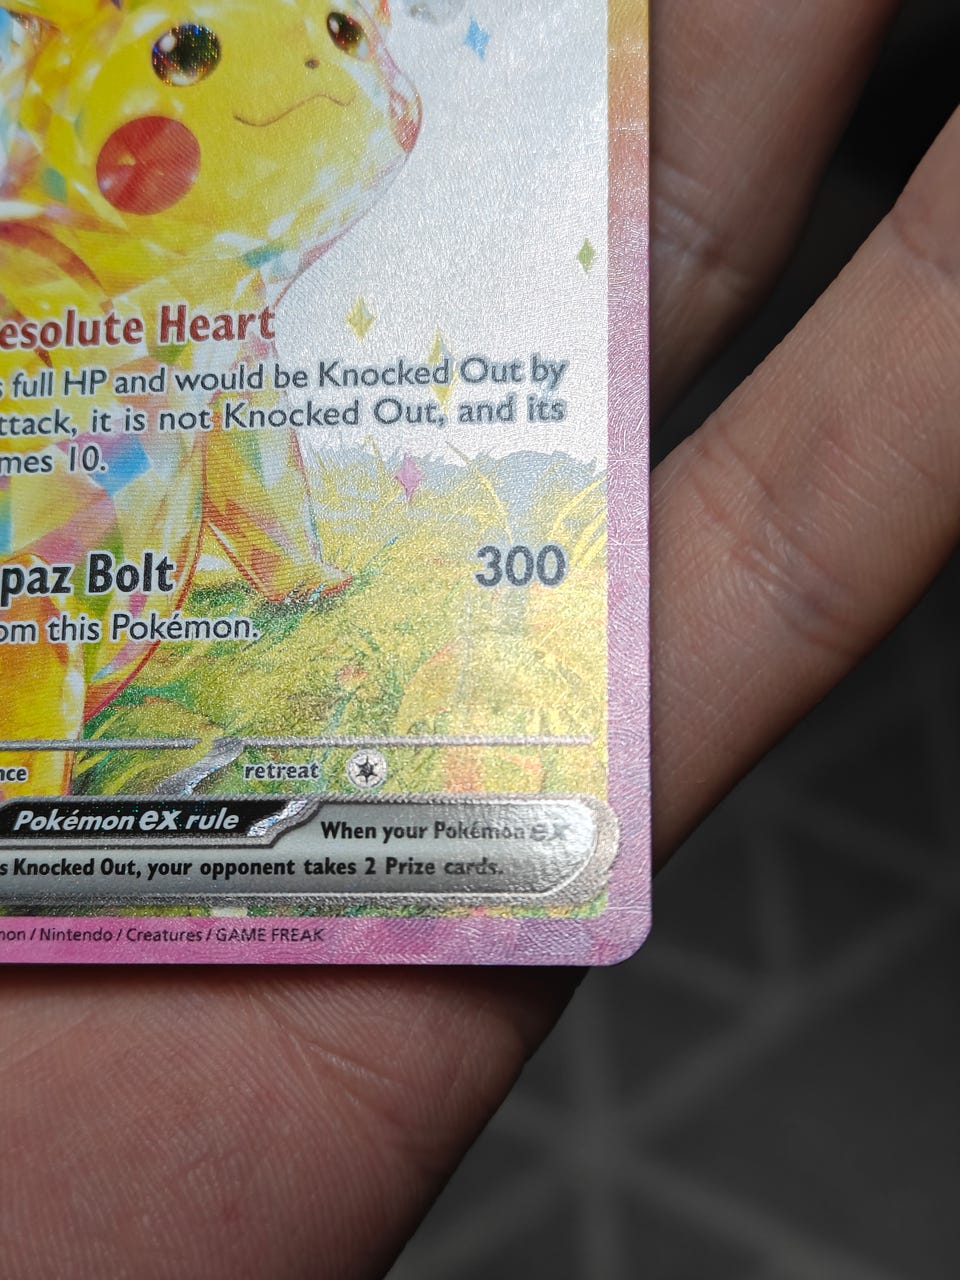 esolute Heart
s full HP and would be Knocked Out by
ttack, it is not Knocked Out, and its
mes 10.
paz Bolt 300
om this Pokémon.
nce retreat
Pokémon ex rule When your Pokémon ex
s Knocked Out, your opponent takes 2 Prize cards.
mon / Nintendo / Creatures / GAME FREAK